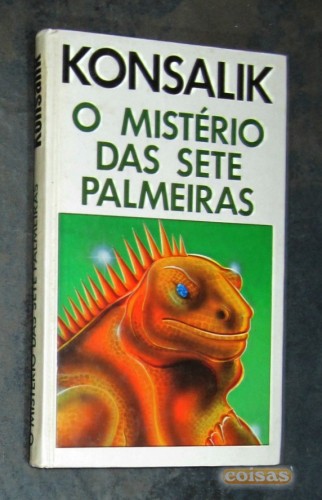 KONSALIK
O MISTÉRIO
DAS SETE
PALMEIRAS
Konsalik
O MISTÉRIO DAS SETE PALMEIRAS
coisas